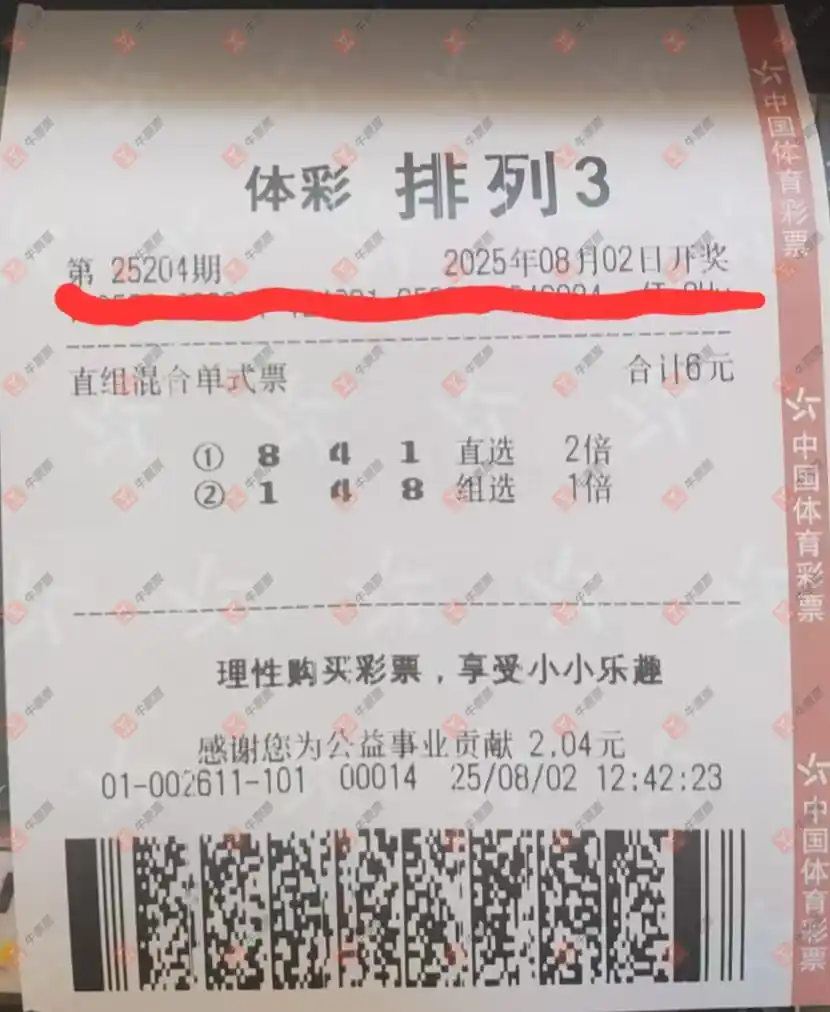 体彩 排列3
第 25204期 2025年08月02日开奖
直组混合单式票 合计6元
① 8 4 1 直选 2倍
② 1 4 8 组选 1倍
理性购买彩票，享受小小乐趣
感谢您为公益事业贡献 2.04元
01-002611-101 00014 25/08/02 12:42:23
中国体育彩票
中国体育彩票
中国体育彩票
牛票票